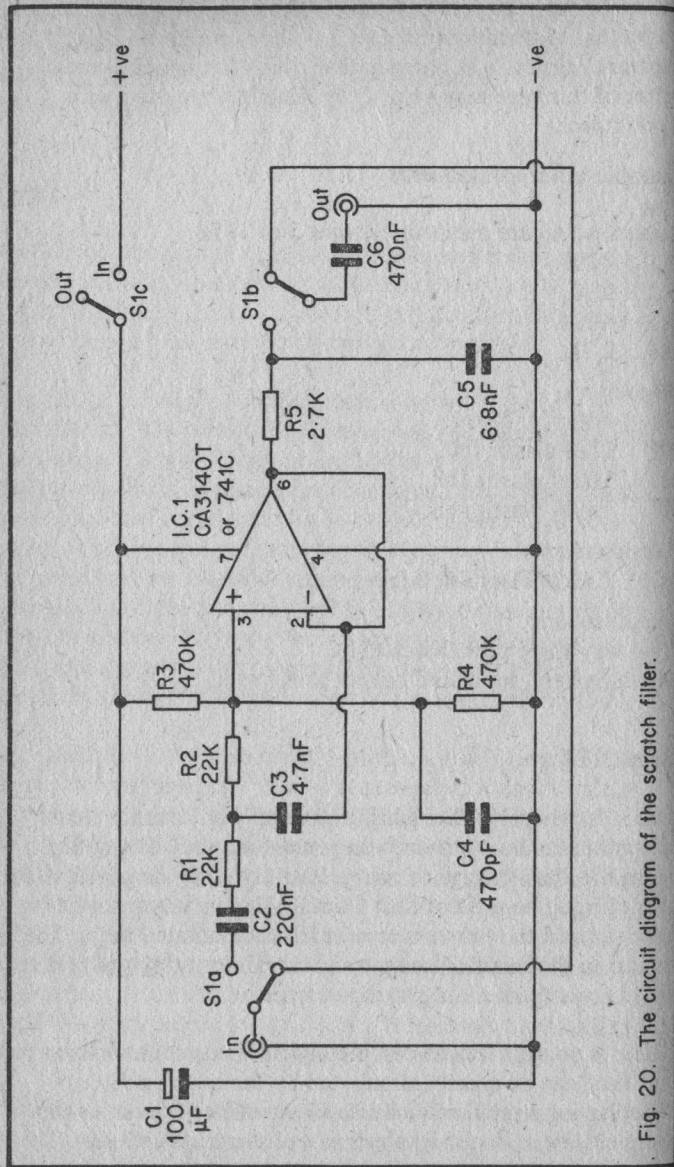 +ve
Out
In
S1c
C1
100
µF
R3
470K
I.C.1
CA3140T
or 741C
7
+
3
6
−
2
4
R5
2·7K
S1b
Out
C6
470nF
C5
6·8nF
R2
22K
R1
22K
C3
4·7nF
C2
220nF
S1a
In
C4
470pF
R4
470K
−ve
Fig. 20. The circuit diagram of the scratch filter.